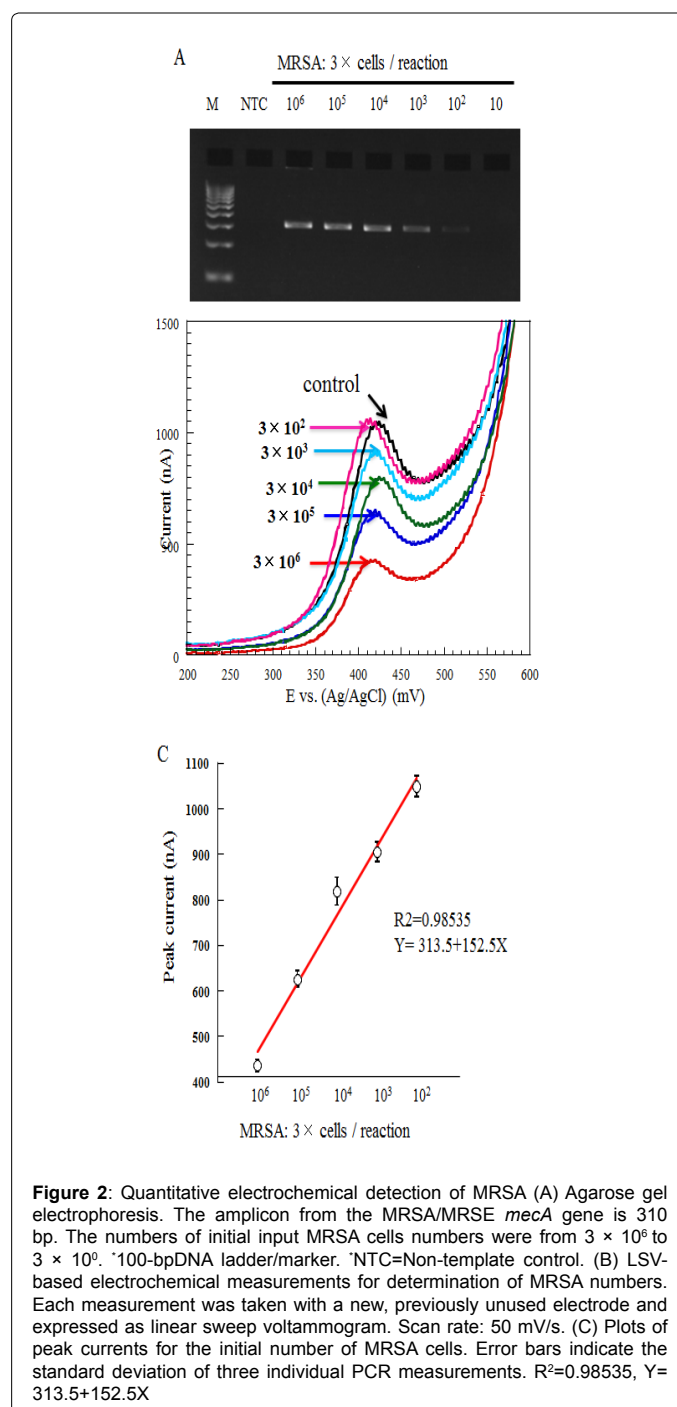 A
MRSA: 3 × cells / reaction
M NTC 10⁶ 10⁵ 10⁴ 10³ 10² 10
1500
control
1000
3 × 10²
3 × 10³
3 × 10⁴
3 × 10⁵
500
3 × 10⁶
0
Current (nA)
200 250 300 350 400 450 500 550 600
E vs. (Ag/AgCl) (mV)
C
1100
1000
900
800
700
600
500
400
Peak current (nA)
R2=0.98535
Y= 313.5+152.5X
10⁶ 10⁵ 10⁴ 10³ 10²
MRSA: 3 × cells / reaction
Figure 2: Quantitative electrochemical detection of MRSA (A) Agarose gel
electrophoresis. The amplicon from the MRSA/MRSE mecA gene is 310
bp. The numbers of initial input MRSA cells numbers were from 3 × 10⁶ to
3 × 10⁰. *100-bpDNA ladder/marker. *NTC=Non-template control. (B) LSV-
based electrochemical measurements for determination of MRSA numbers.
Each measurement was taken with a new, previously unused electrode and
expressed as linear sweep voltammogram. Scan rate: 50 mV/s. (C) Plots of
peak currents for the initial number of MRSA cells. Error bars indicate the
standard deviation of three individual PCR measurements. R²=0.98535, Y=
313.5+152.5X